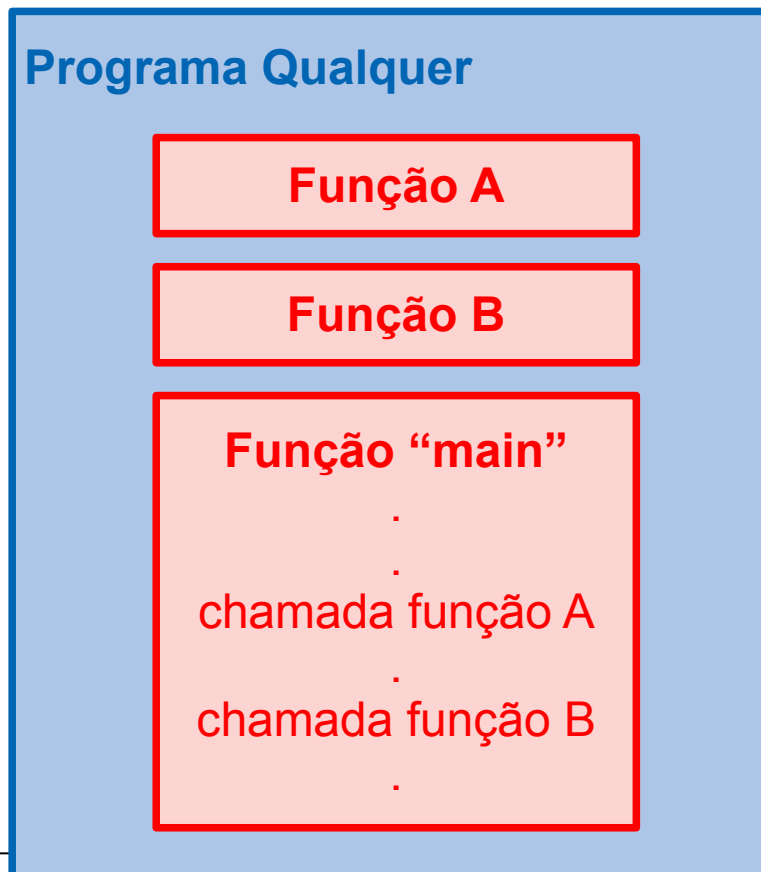 Programa Qualquer
Função A
Função B
Função “main”
.
.
chamada função A
.
chamada função B
.